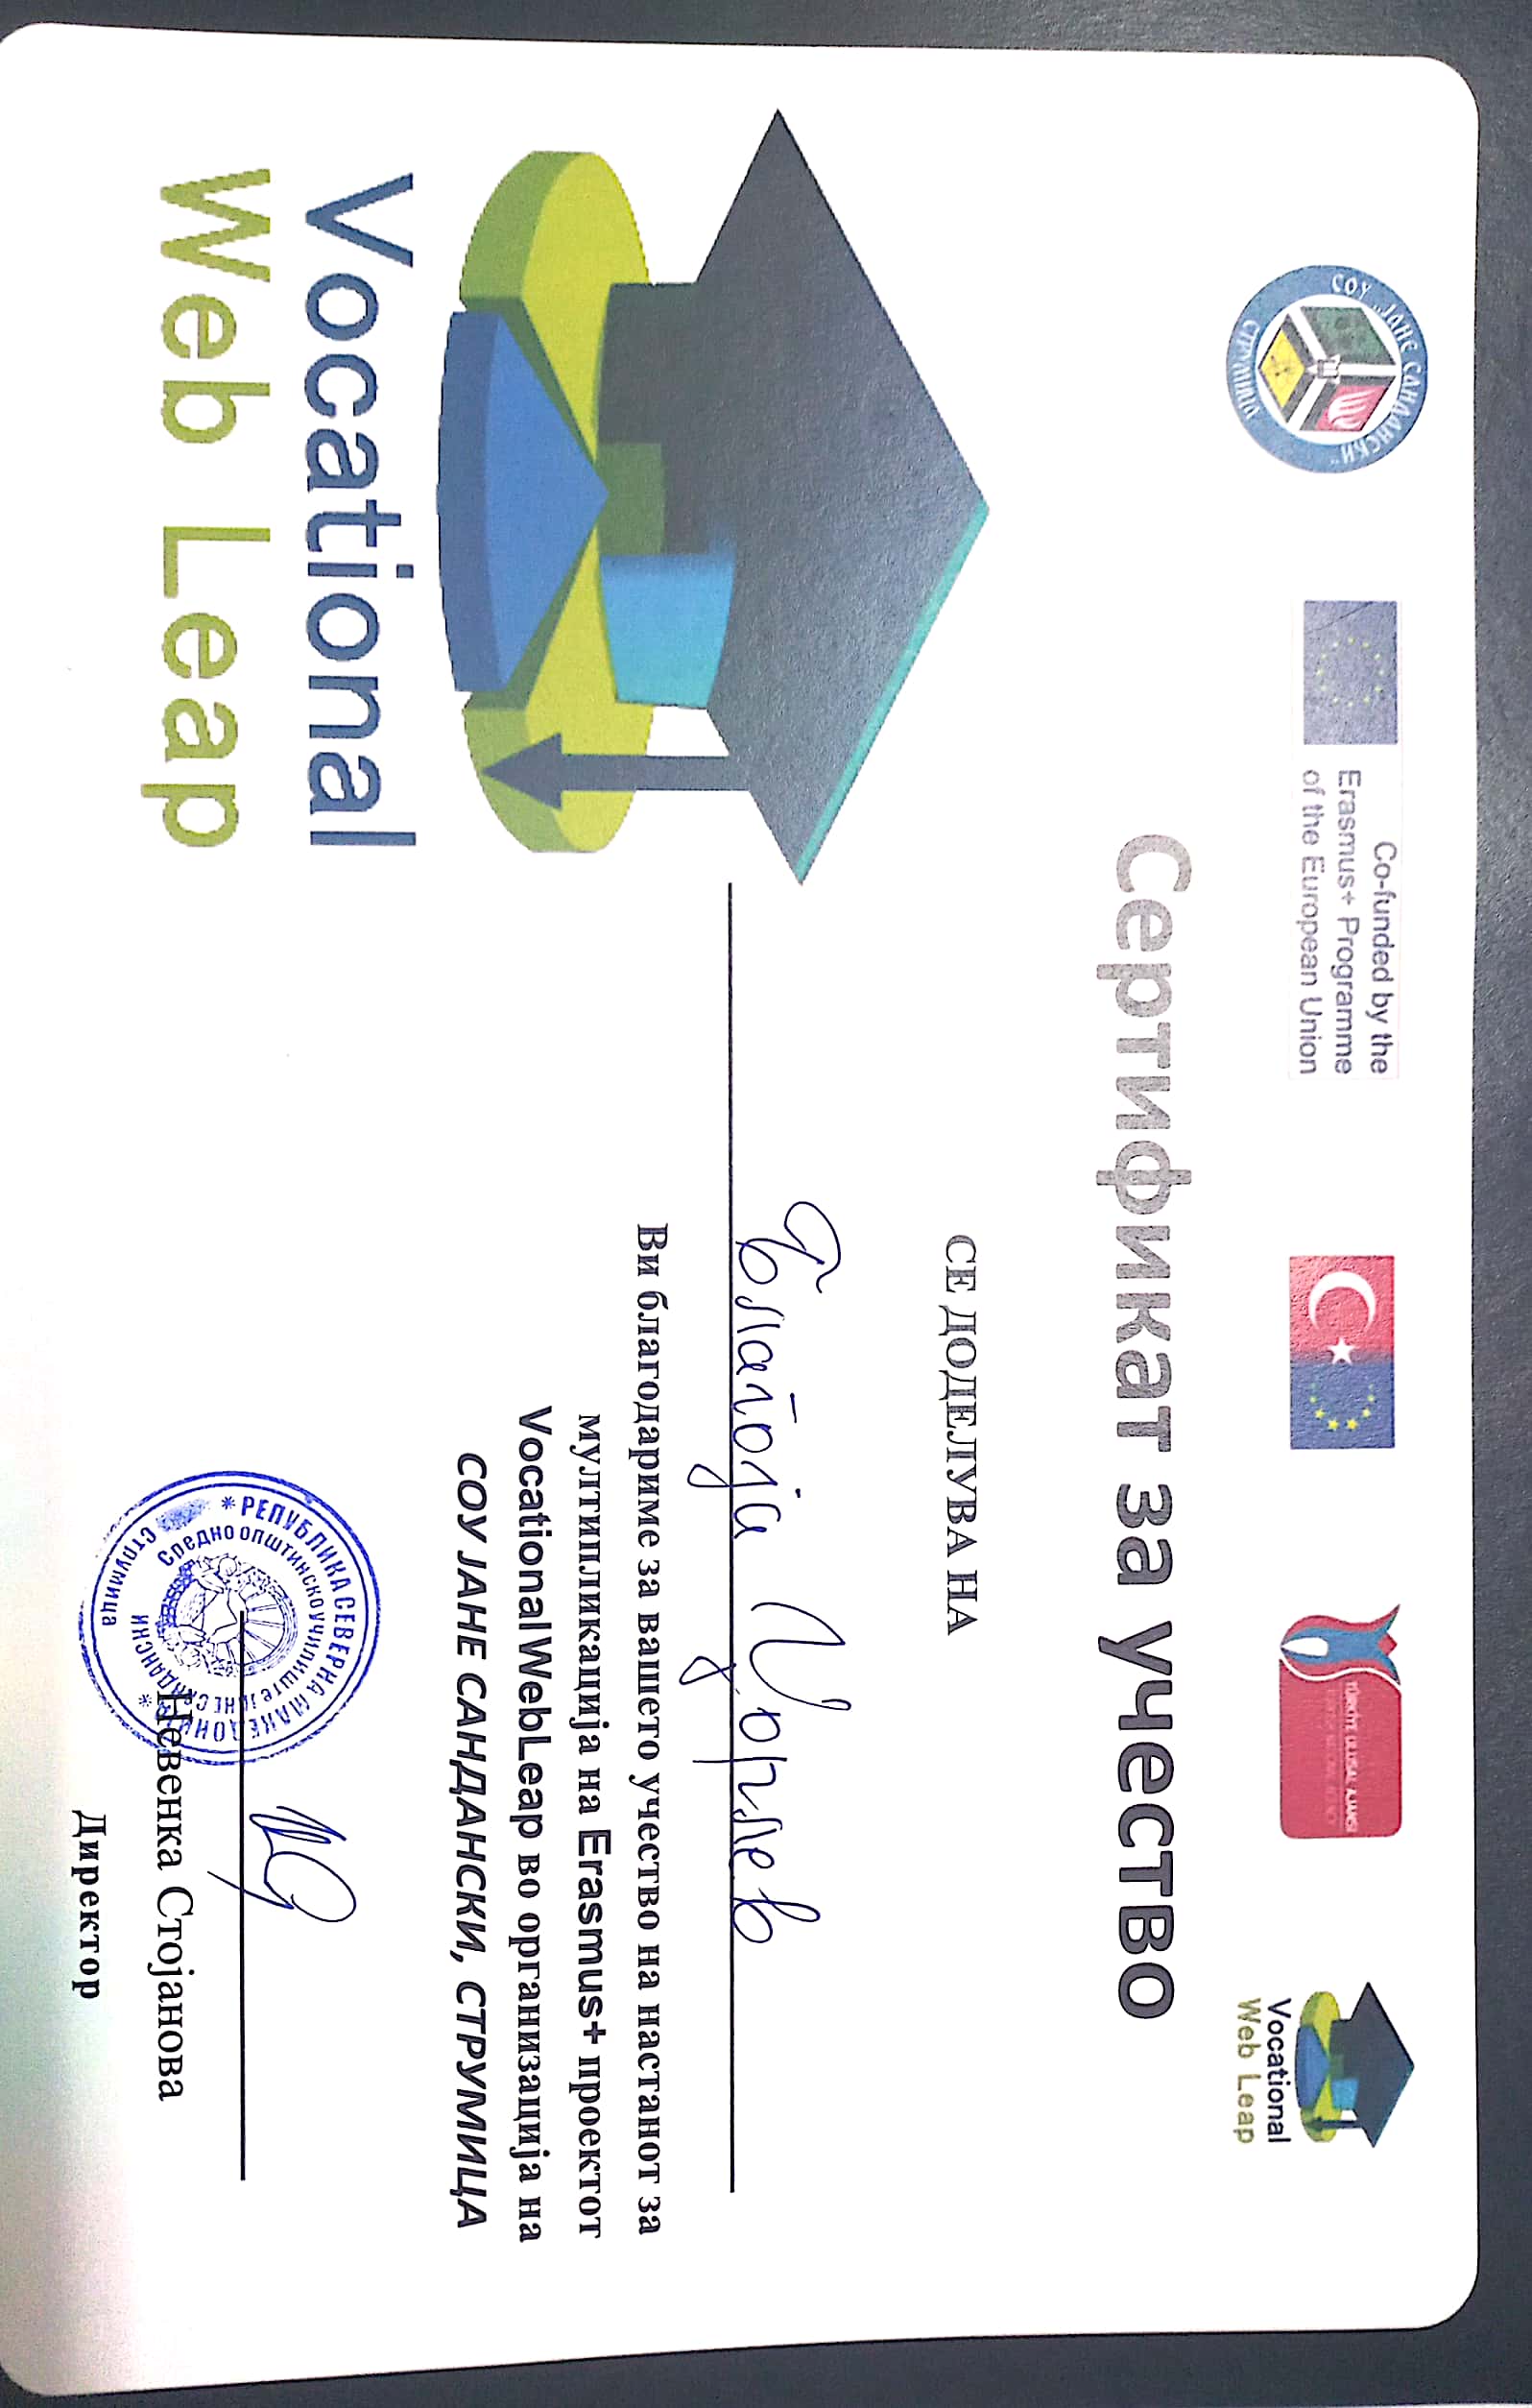 СОУ „ЈАНЕ САНДАНСКИ“
СТРУМИЦА
Co-funded by the
Erasmus+ Programme
of the European Union
TÜRKİYE ULUSAL AJANSI
Vocational
Web Leap
Сертификат за учество
СЕ ДОДЕЛУВА НА
Благоја
Ви благодариме за вашето учество на настанот за
мултипликација на Erasmus+ проектот
VocationalWebLeap во организација на
СОУ ЈАНЕ САНДАНСКИ, СТРУМИЦА
Vocational
Web Leap
* РЕПУБЛИКА СЕВЕРНА МАКЕДОНИЈА *
Средно општинско училиште Јане Сандански
Струмица
Невенка Стојанова
Директор